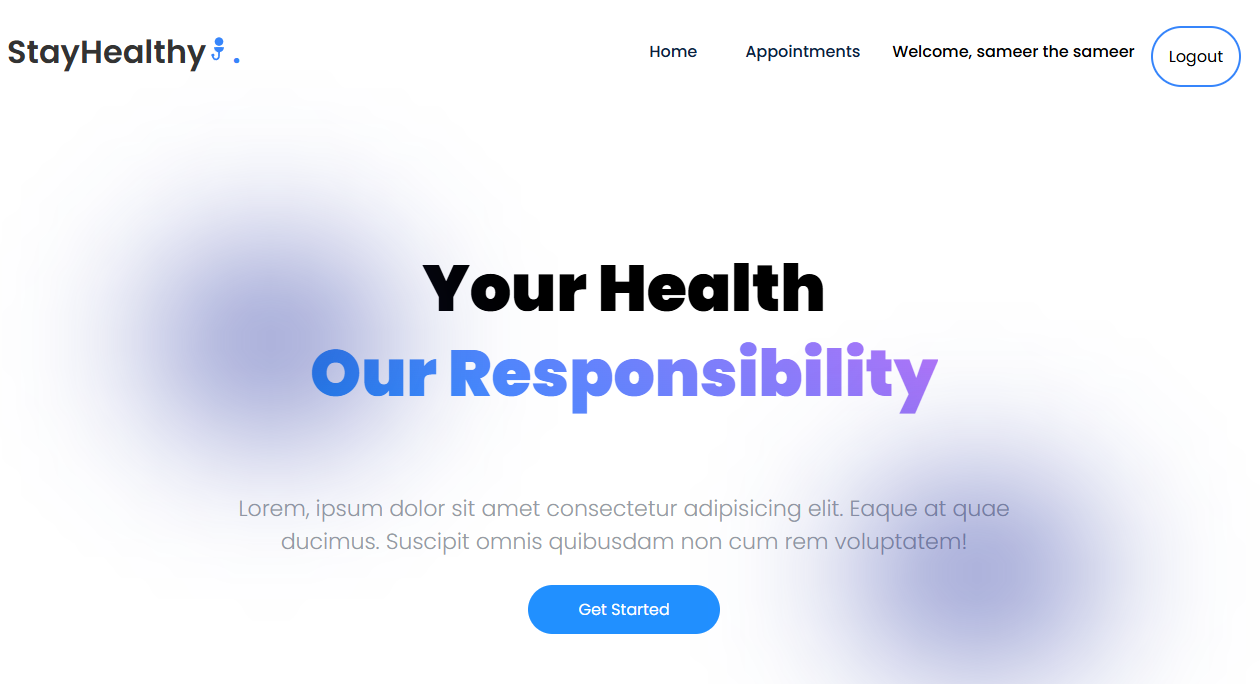 StayHealthy.
Home
Appointments
Welcome, sameer the sameer
Logout
Your Health
Our Responsibility
Lorem, ipsum dolor sit amet consectetur adipisicing elit. Eaque at quae
ducimus. Suscipit omnis quibusdam non cum rem voluptatem!
Get Started